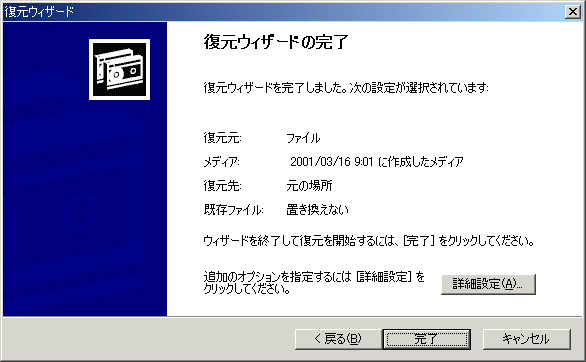 復元ウィザード
復元ウィザードの完了
復元ウィザードを完了しました。次の設定が選択されています:
復元元: ファイル
メディア: 2001/03/16 9:01 に作成したメディア
復元先: 元の場所
既存ファイル: 置き換えない
ウィザードを終了して復元を開始するには、[完了] をクリックしてください。
追加のオプションを指定するには [詳細設定] を
クリックしてください。
詳細設定(A)...
< 戻る(B) 完了 キャンセル